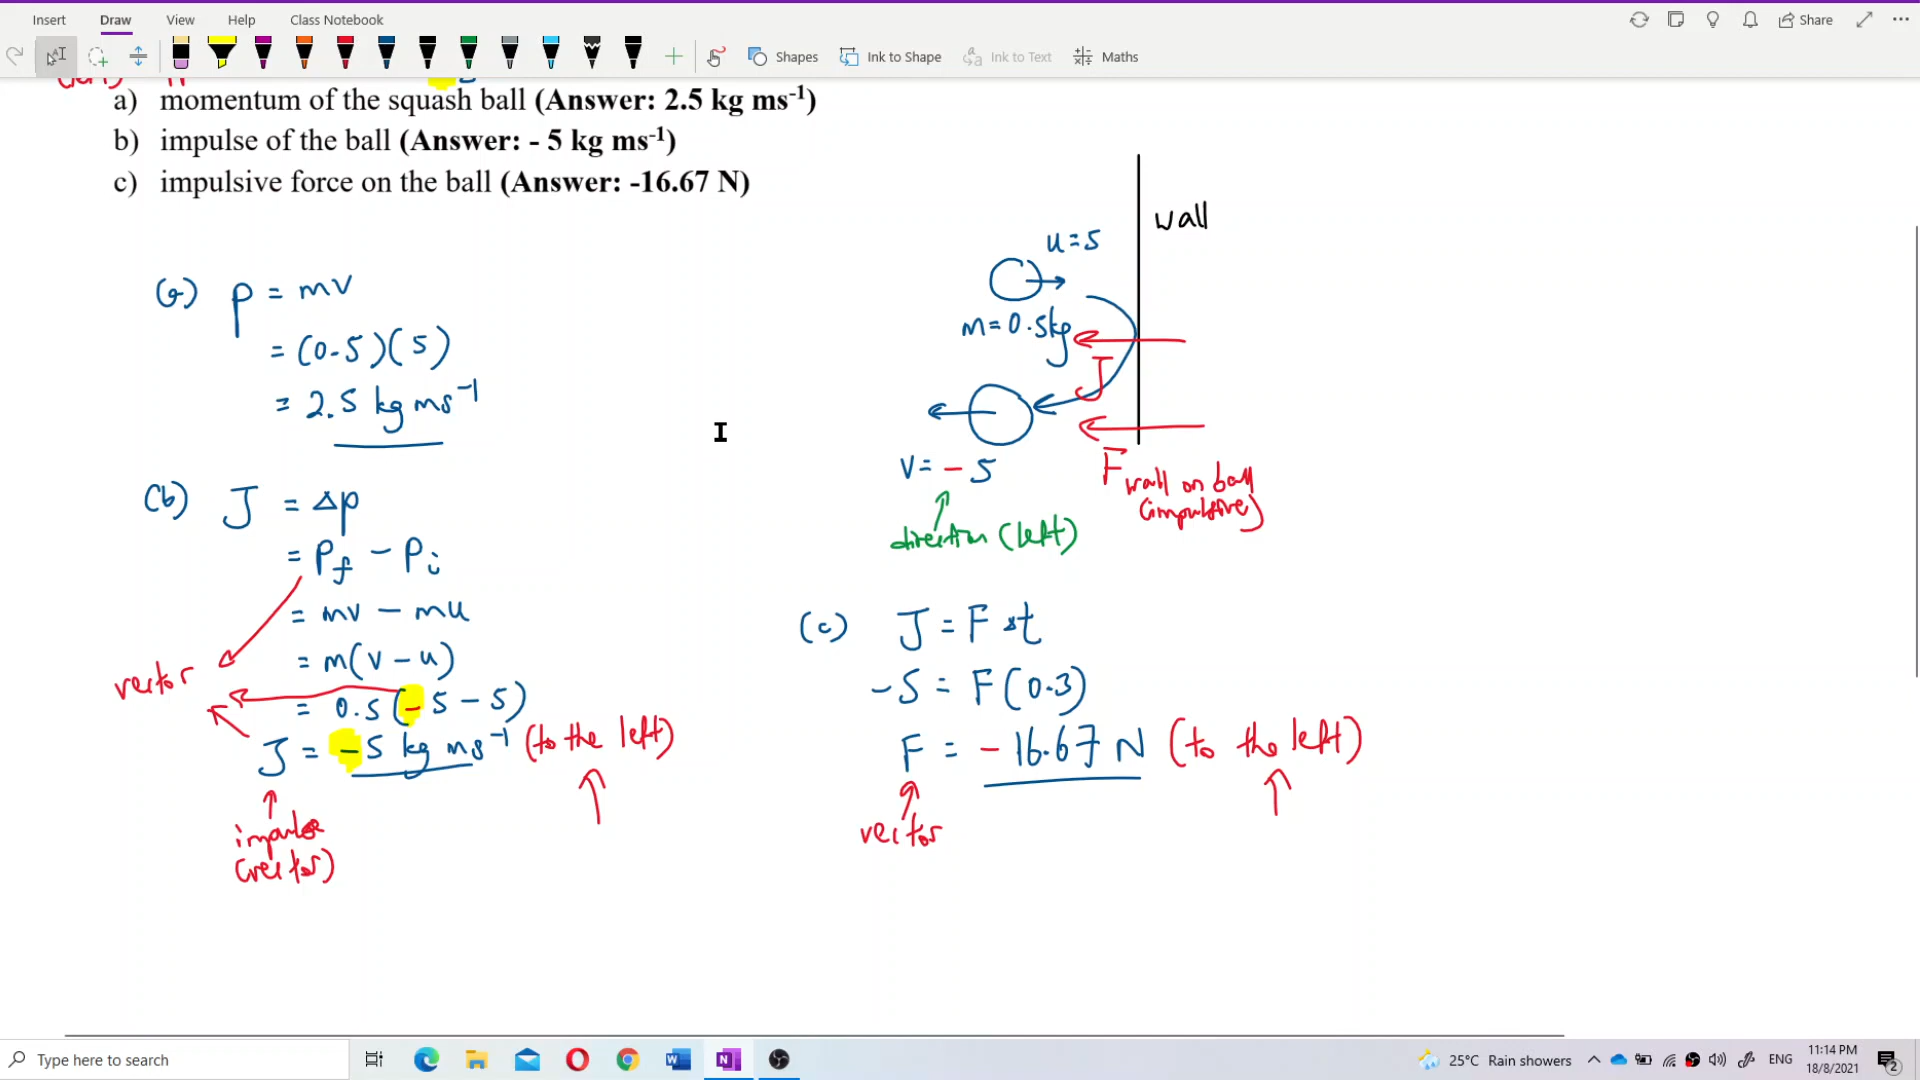 Insert Draw View Help Class Notebook
Share
Shapes Ink to Shape Ink to Text Maths
a) momentum of the squash ball (Answer: 2.5 kg ms⁻¹)
b) impulse of the ball (Answer: - 5 kg ms⁻¹)
c) impulsive force on the ball (Answer: -16.67 N)
wall
u = 5
m = 0.5kg
J
v = - 5
direction (left)
F wall on ball
(impulsive)
(a) p = mv
= (0.5)(5)
= 2.5 kg ms⁻¹
(b) J = Δp
= Pf - Pi
= mv - mu
= m(v - u)
vector
= 0.5 (- 5 - 5)
J = -5 kg ms⁻¹ (to the left)
impulse
(vector)
(c) J = F Δt
-5 = F(0.3)
F = - 16.67 N (to the left)
vector
Type here to search
25°C Rain showers
ENG
11:14 PM
18/8/2021
2